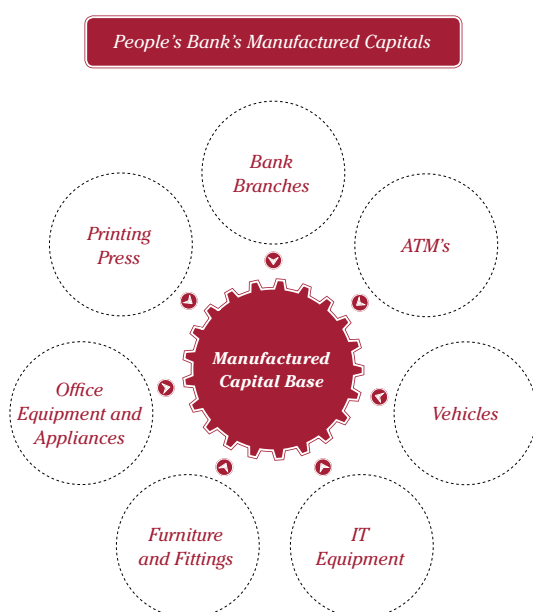 People's Bank's Manufactured Capitals
Bank
Branches
ATM's
Vehicles
IT
Equipment
Furniture
and Fittings
Office
Equipment and
Appliances
Printing
Press
Manufactured
Capital Base